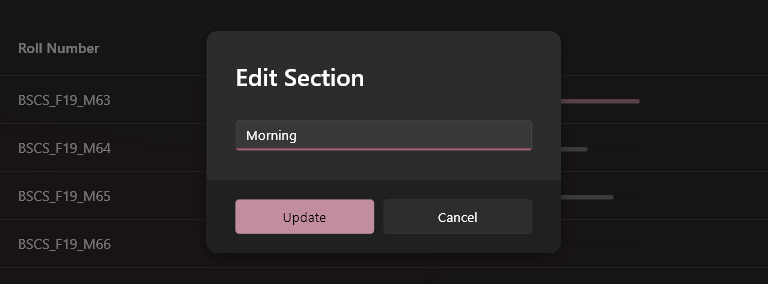 Roll Number
BSCS_F19_M63
BSCS_F19_M64
BSCS_F19_M65
BSCS_F19_M66
Edit Section
Morning
Update
Cancel